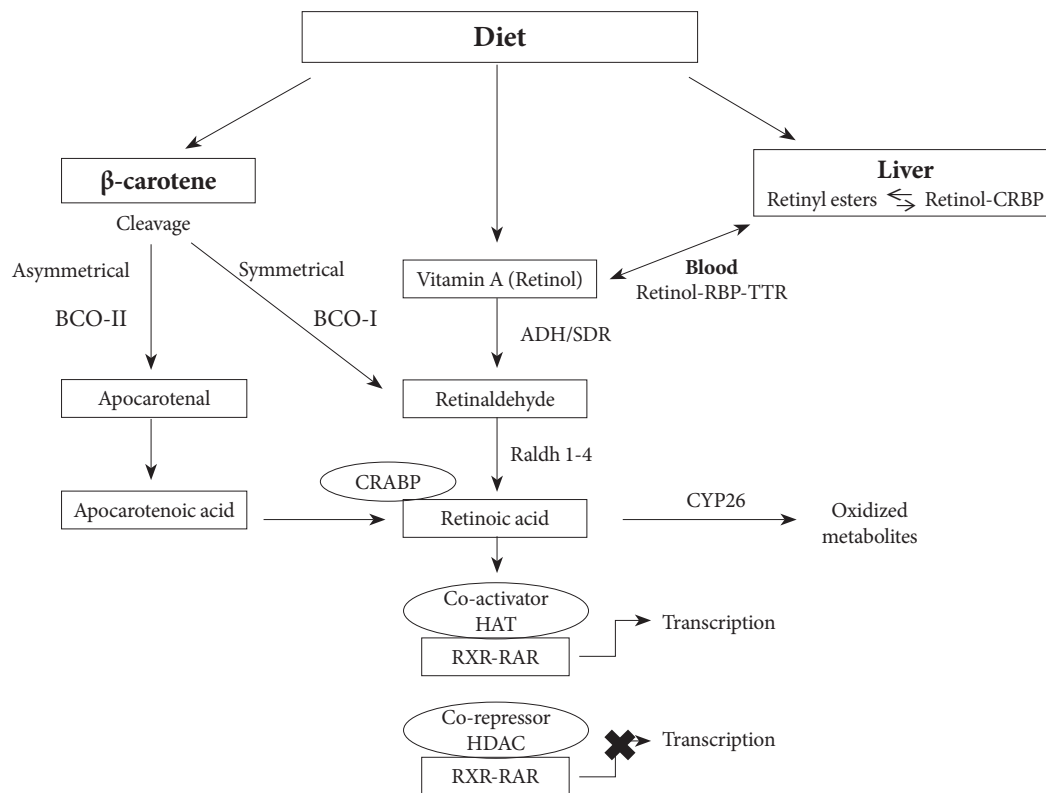 Diet
β-carotene
Liver
Retinyl esters
Retinol-CRBP
Cleavage
Asymmetrical
Symmetrical
Vitamin A (Retinol)
Blood
Retinol-RBP-TTR
BCO-II
BCO-I
ADH/SDR
Apocarotenal
Retinaldehyde
Raldh 1-4
CRABP
Apocarotenoic acid
Retinoic acid
CYP26
Oxidized
metabolites
Co-activator
HAT
RXR-RAR
Transcription
Co-repressor
HDAC
RXR-RAR
Transcription